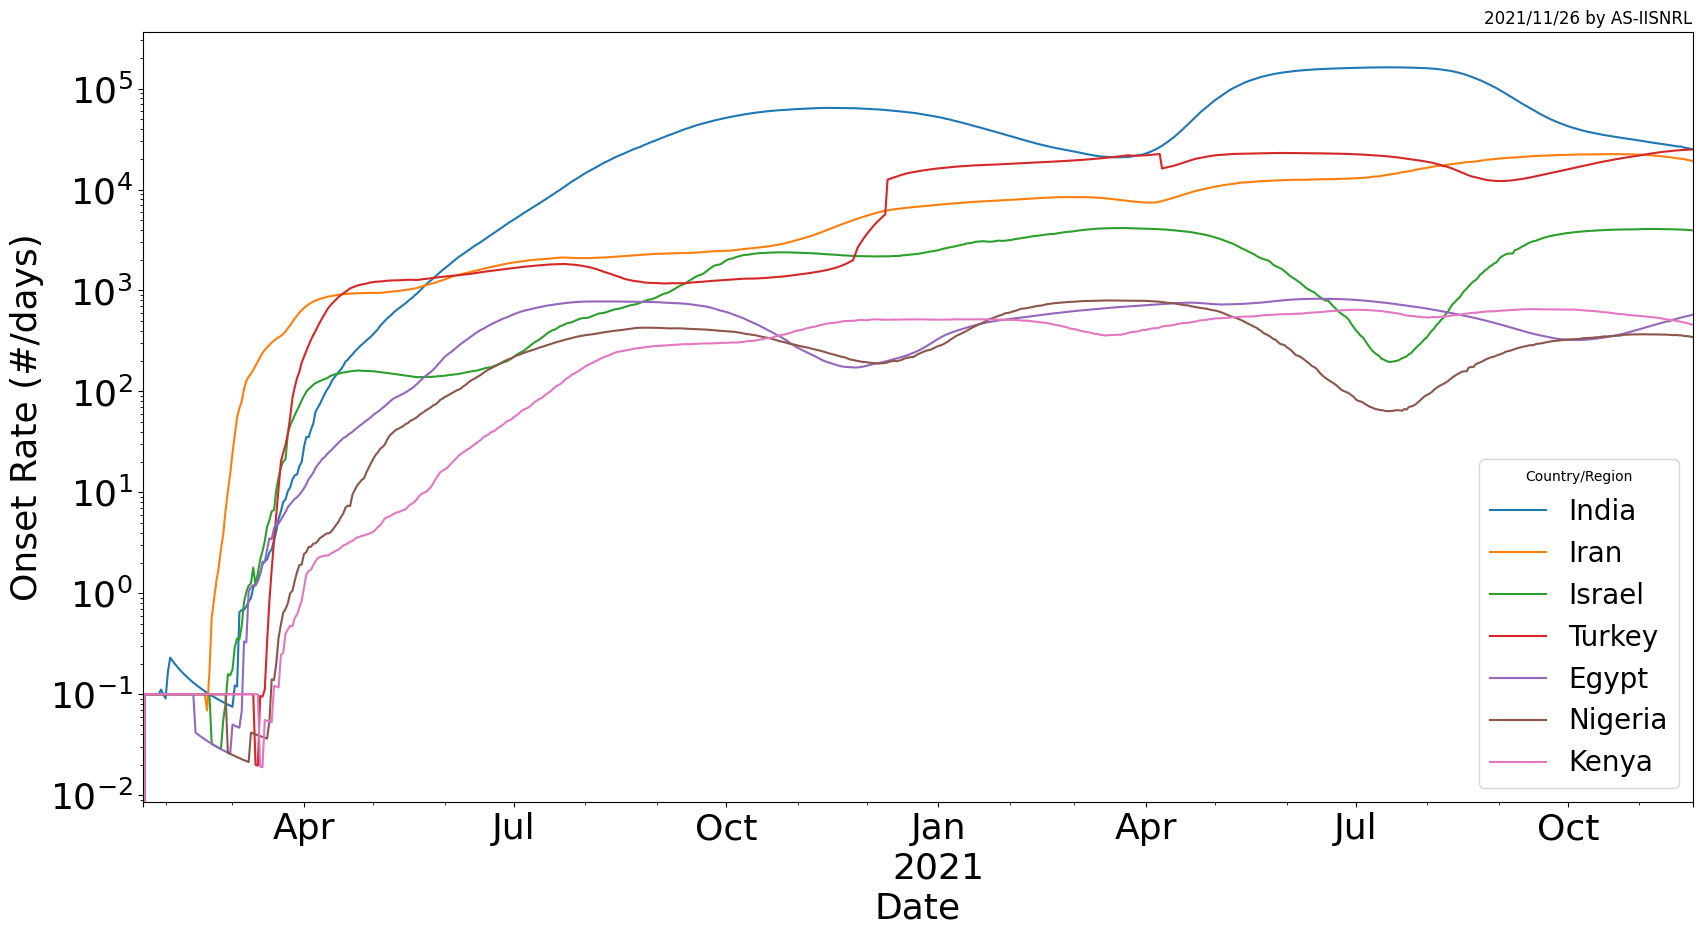 2021/11/26 by AS-IISNRL
Onset Rate (#/days)
10^5
10^4
10^3
10^2
10^1
10^0
10^−1
10^−2
Country/Region
India
Iran
Israel
Turkey
Egypt
Nigeria
Kenya
Apr Jul Oct Jan Apr Jul Oct
2021
Date